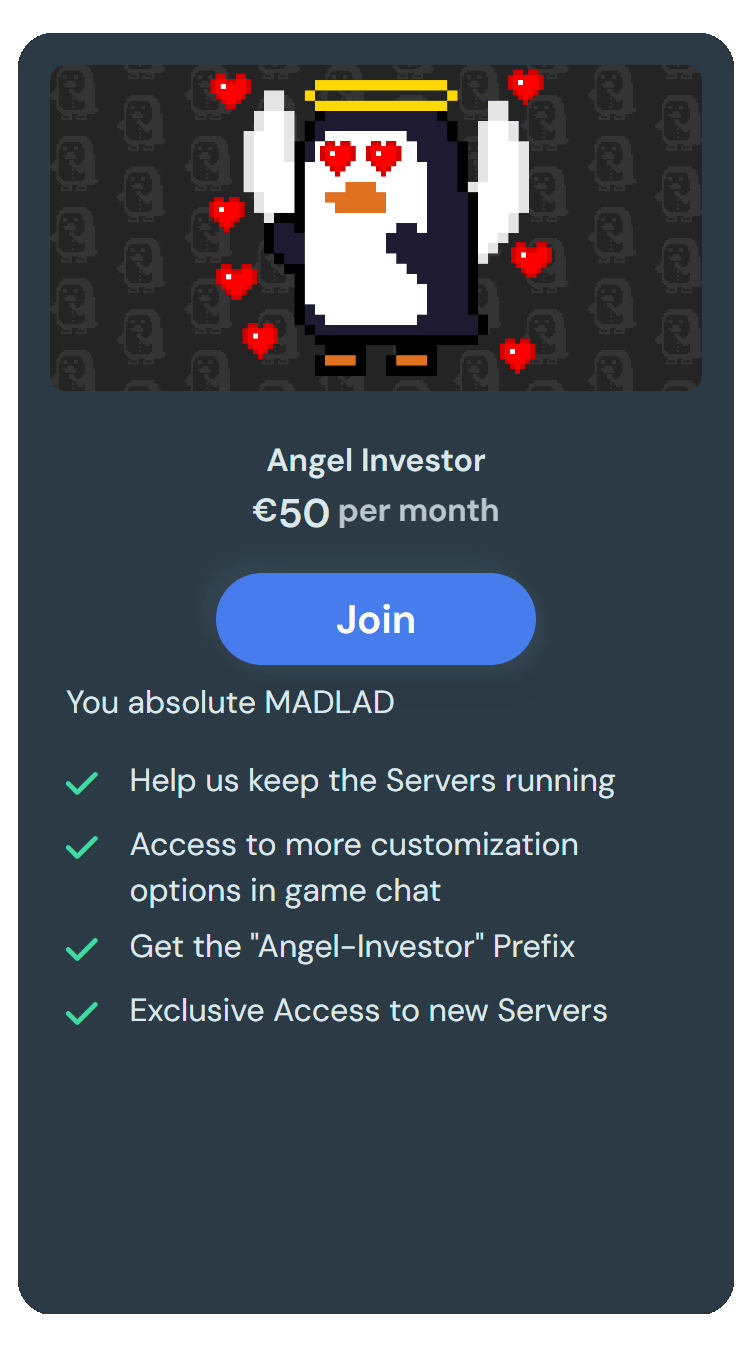 Angel Investor
€50 per month
Join
You absolute MADLAD
Help us keep the Servers running
Access to more customization
options in game chat
Get the "Angel-Investor" Prefix
Exclusive Access to new Servers